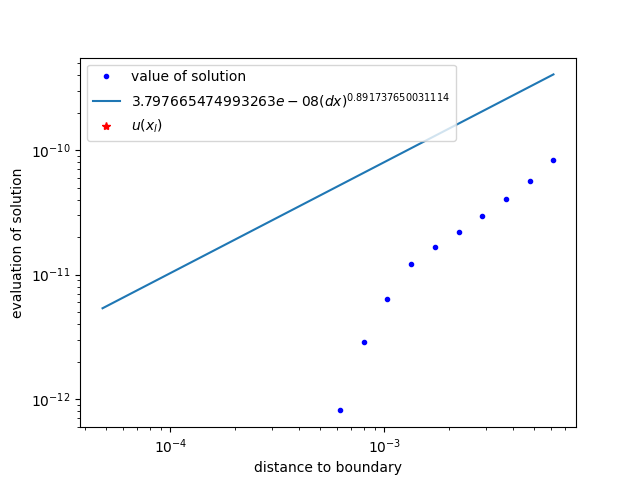 value of solution
3.797665474993263e − 08(dx)^0.891737650031114
u(x_l)
evaluation of solution
10^−10
10^−11
10^−12
10^−4
10^−3
distance to boundary